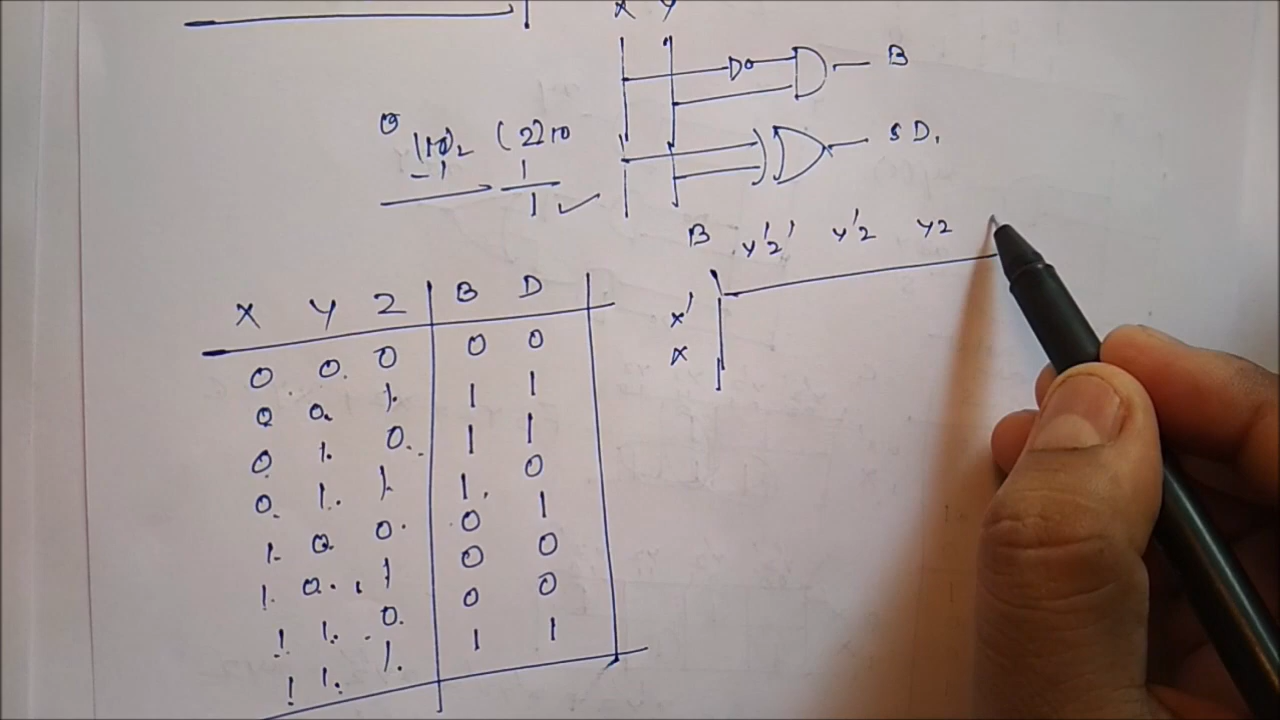 X Y
B
0
(10)₂ (2)10
-1 1
1 ✓
S D,
B y'z' y'z yz
x'
x
X Y Z B D
0 0 0 0 0
0 0 1 1 1
0 1 0 1 1
0 1 1 1 0
1 0 0 0 1
1 0 1 0 0
1 1 0 0 0
1 1 1 1 1